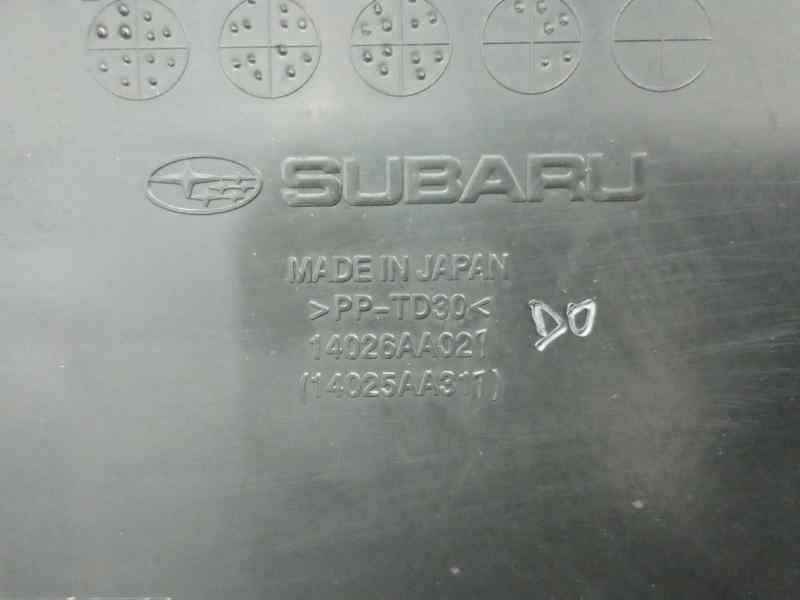 SUBARU
MADE IN JAPAN
>PP-TD30<
14026AA021
(14025AA311)
DO